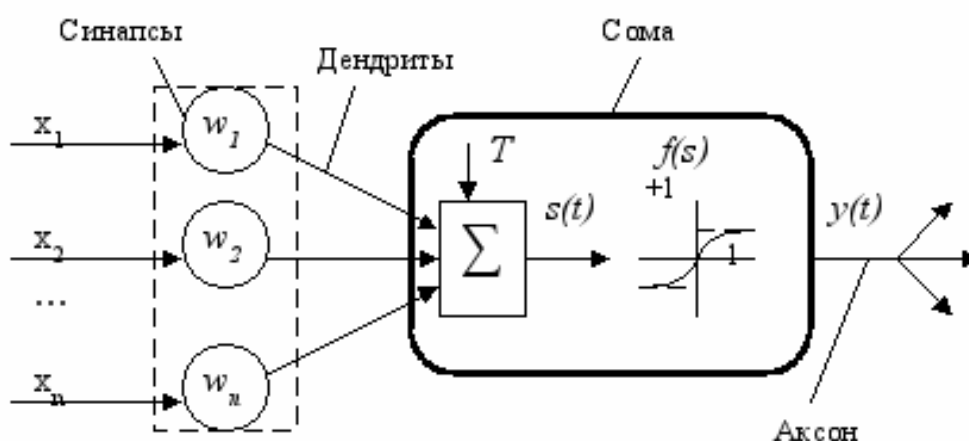 Синапсы
Дендриты
Сома
x₁
w₁
T
f(s)
+1
x₂
w₂
∑
s(t)
1
y(t)
...
xₙ
wₙ
Аксон